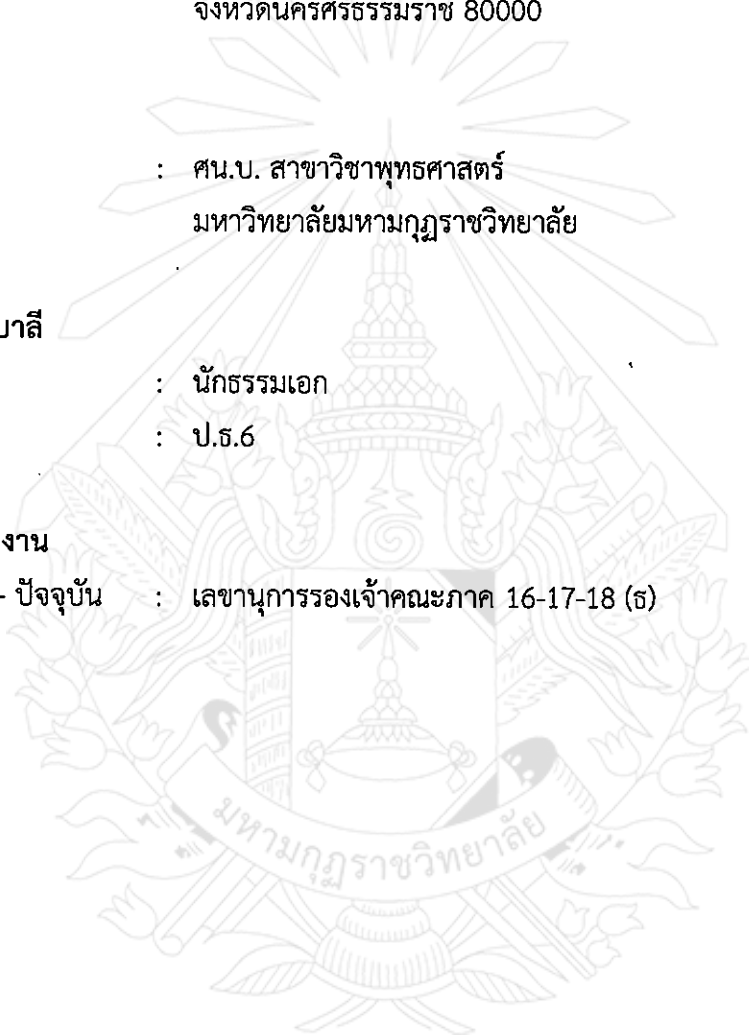 จังหวัดนครศรีธรรมราช 80000
: ศน.บ. สาขาวิชาพุทธศาสตร์
มหาวิทยาลัยมหามกุฏราชวิทยาลัย
บาลี
: นักธรรมเอก
: ป.ธ.6
งาน
- ปัจจุบัน : เลขานุการรองเจ้าคณะภาค 16-17-18 (ธ)
มหามกุฏราชวิทยาลัย